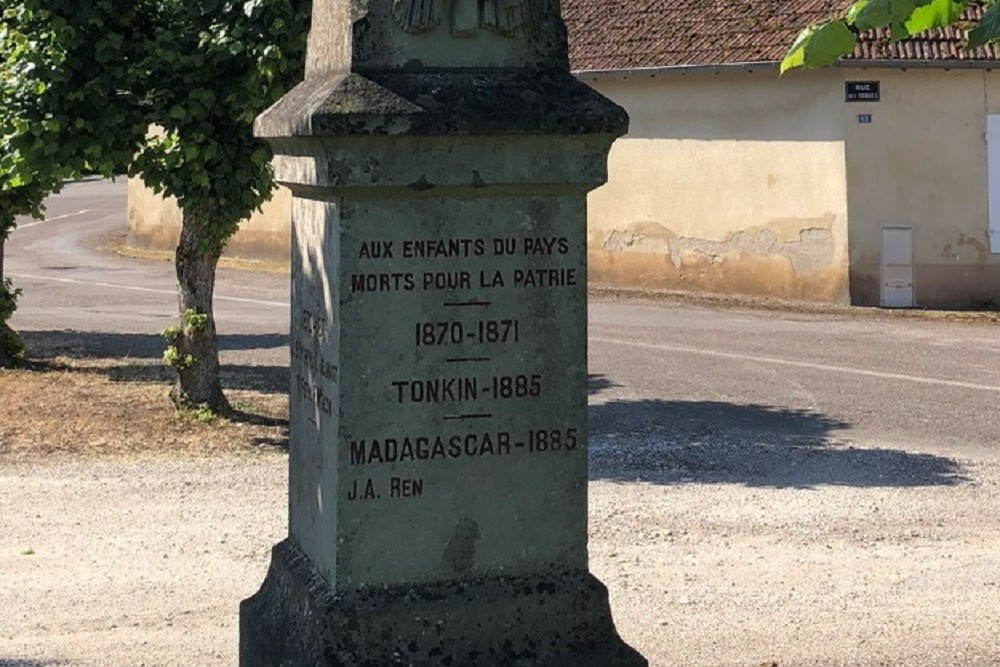 AUX ENFANTS DU PAYS
MORTS POUR LA PATRIE
1870-1871
TONKIN-1885
MADAGASCAR-1885
J.A. REN
RUE